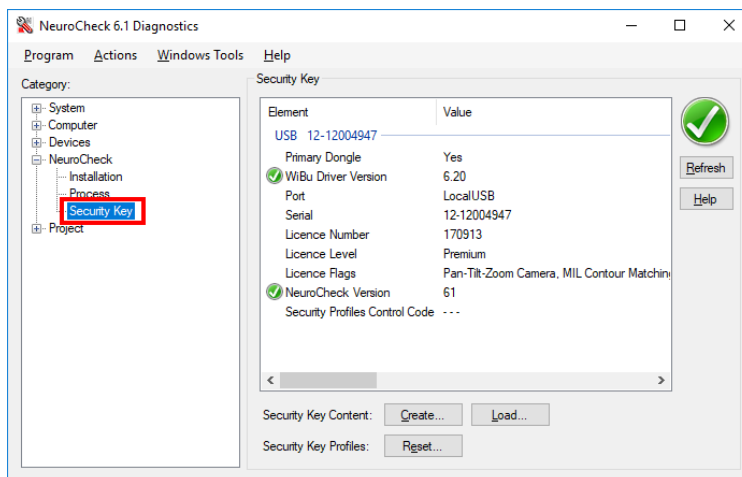 NeuroCheck 6.1 Diagnostics
Program Actions Windows Tools Help
Category:
System
Computer
Devices
NeuroCheck
Installation
Process
Security Key
Project
Security Key
Element Value
USB 12-12004947
Primary Dongle Yes
WiBu Driver Version 6.20
Port LocalUSB
Serial 12-12004947
Licence Number 170913
Licence Level Premium
Licence Flags Pan-Tilt-Zoom Camera, MIL Contour Matching
NeuroCheck Version 61
Security Profiles Control Code - - -
Refresh
Help
Security Key Content: Create... Load...
Security Key Profiles: Reset...